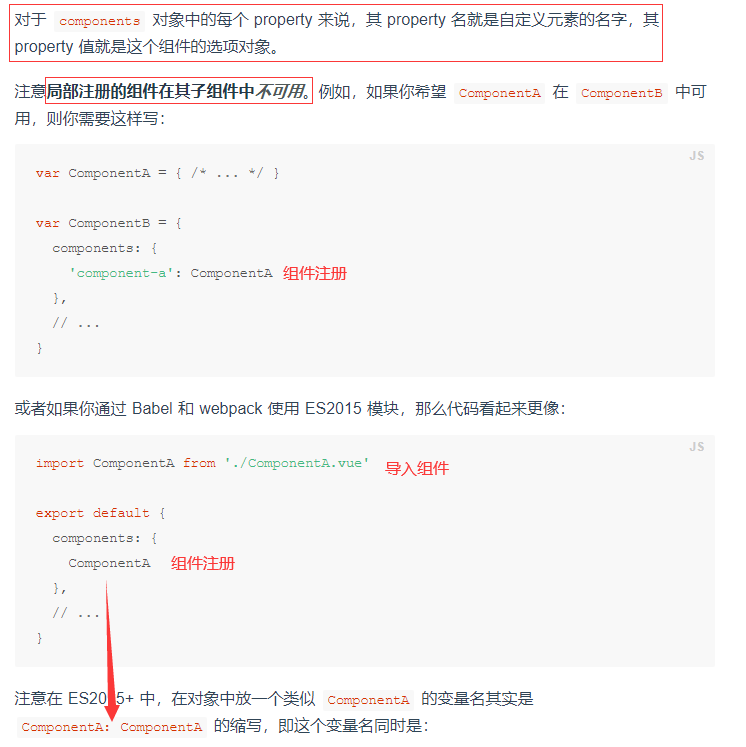 对于 components 对象中的每个 property 来说，其 property 名就是自定义元素的名字，其
property 值就是这个组件的选项对象。
注意局部注册的组件在其子组件中不可用。例如，如果你希望 ComponentA 在 ComponentB 中可
用，则你需要这样写：
JS
var ComponentA = { /* ... */ }
var ComponentB = {
components: {
'component-a': ComponentA 组件注册
},
// ...
}
或者如果你通过 Babel 和 webpack 使用 ES2015 模块，那么代码看起来更像：
JS
import ComponentA from './ComponentA.vue' 导入组件
export default {
components: {
ComponentA 组件注册
},
// ...
}
注意在 ES2015+ 中，在对象中放一个类似 ComponentA 的变量名其实是
ComponentA: ComponentA 的缩写，即这个变量名同时是：